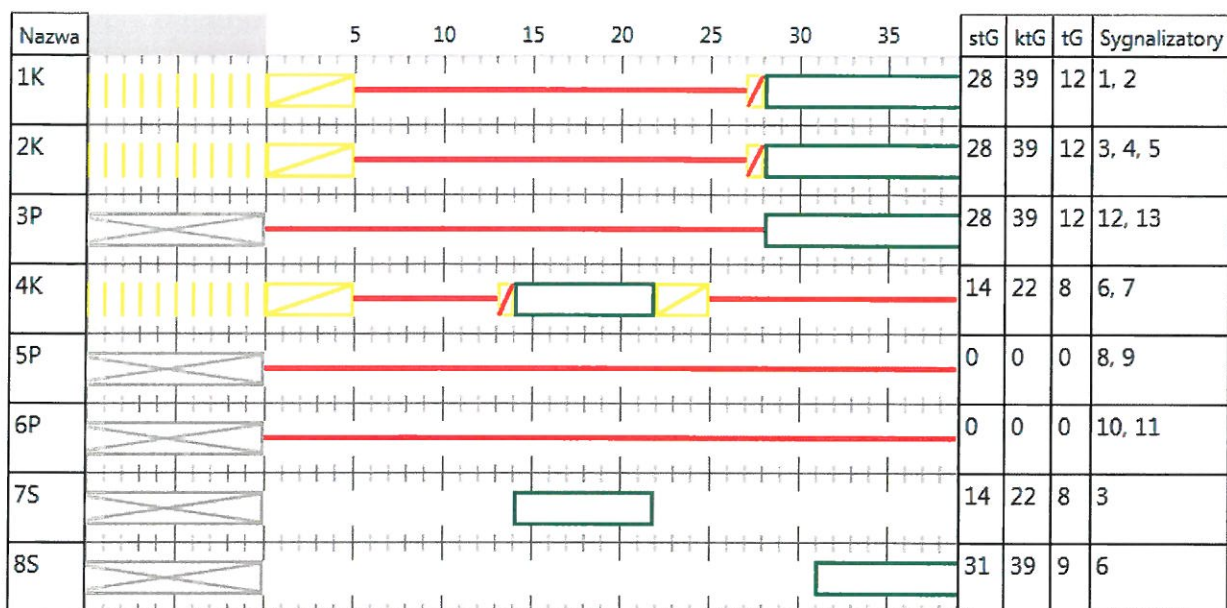 Nazwa 5 10 15 20 25 30 35 stG ktG tG Sygnalizatory
1K 28 39 12 1, 2
2K 28 39 12 3, 4, 5
3P 28 39 12 12, 13
4K 14 22 8 6, 7
5P 0 0 0 8, 9
6P 0 0 0 10, 11
7S 14 22 8 3
8S 31 39 9 6